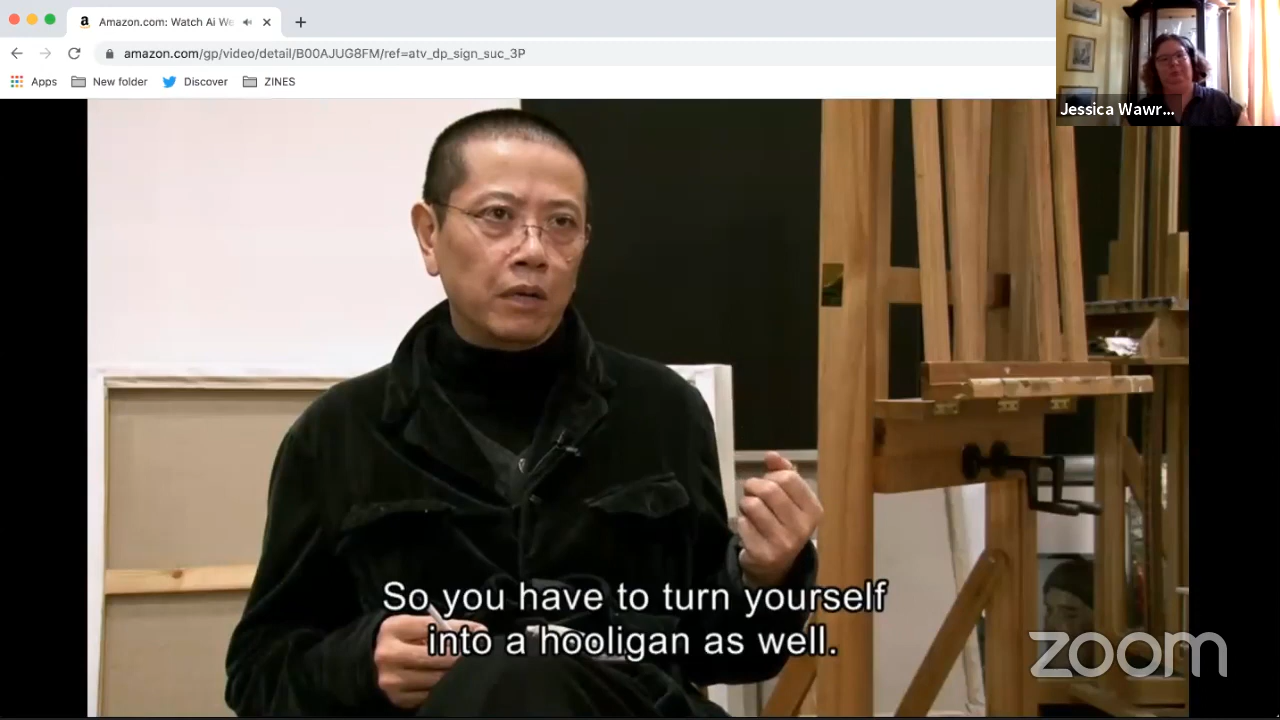 Amazon.com: Watch Ai We
amazon.com/gp/video/detail/B00AJUG8FM/ref=atv_dp_sign_suc_3P
Apps New folder Discover ZINES
Jessica Wawr...
So you have to turn yourself
into a hooligan as well.
zoom